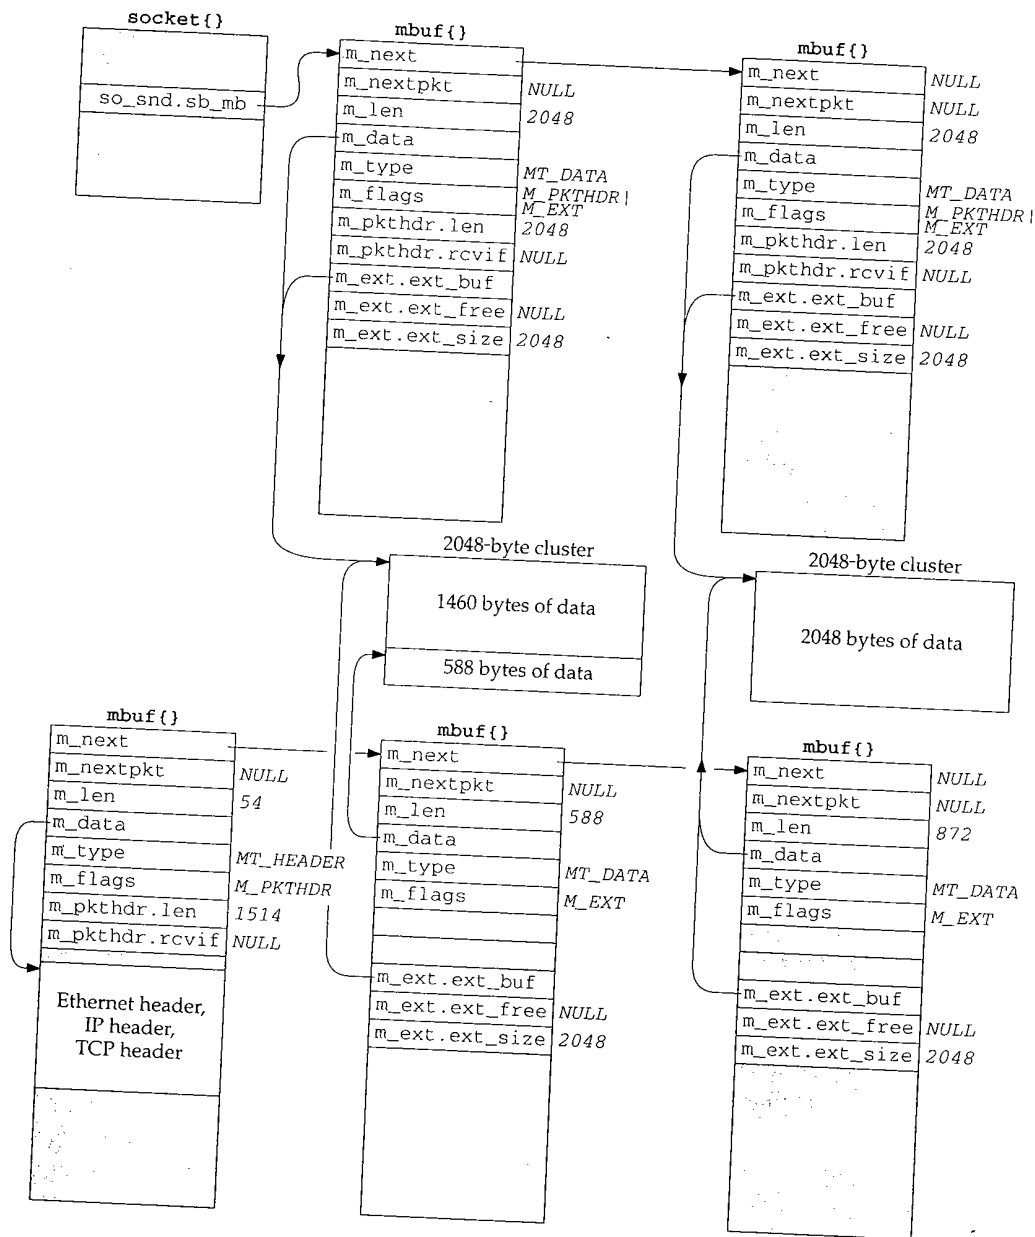 socket{}
so_snd.sb_mb
mbuf{}
m_next
m_nextpkt NULL
m_len 2048
m_data
m_type MT_DATA
m_flags M_PKTHDR|
M_EXT
m_pkthdr.len 2048
m_pkthdr.rcvif NULL
m_ext.ext_buf
m_ext.ext_free NULL
m_ext.ext_size 2048
mbuf{}
m_next NULL
m_nextpkt NULL
m_len 2048
m_data
m_type MT_DATA
m_flags M_PKTHDR|
M_EXT
m_pkthdr.len 2048
m_pkthdr.rcvif NULL
m_ext.ext_buf
m_ext.ext_free NULL
m_ext.ext_size 2048
2048-byte cluster
1460 bytes of data
588 bytes of data
2048-byte cluster
2048 bytes of data
mbuf{}
m_next
m_nextpkt NULL
m_len 54
m_data
m_type MT_HEADER
m_flags M_PKTHDR
m_pkthdr.len 1514
m_pkthdr.rcvif NULL
Ethernet header,
IP header,
TCP header
mbuf{}
m_next
m_nextpkt NULL
m_len 588
m_data
m_type MT_DATA
m_flags M_EXT
m_ext.ext_buf
m_ext.ext_free NULL
m_ext.ext_size 2048
mbuf{}
m_next NULL
m_nextpkt NULL
m_len 872
m_data
m_type MT_DATA
m_flags M_EXT
m_ext.ext_buf
m_ext.ext_free NULL
m_ext.ext_size 2048